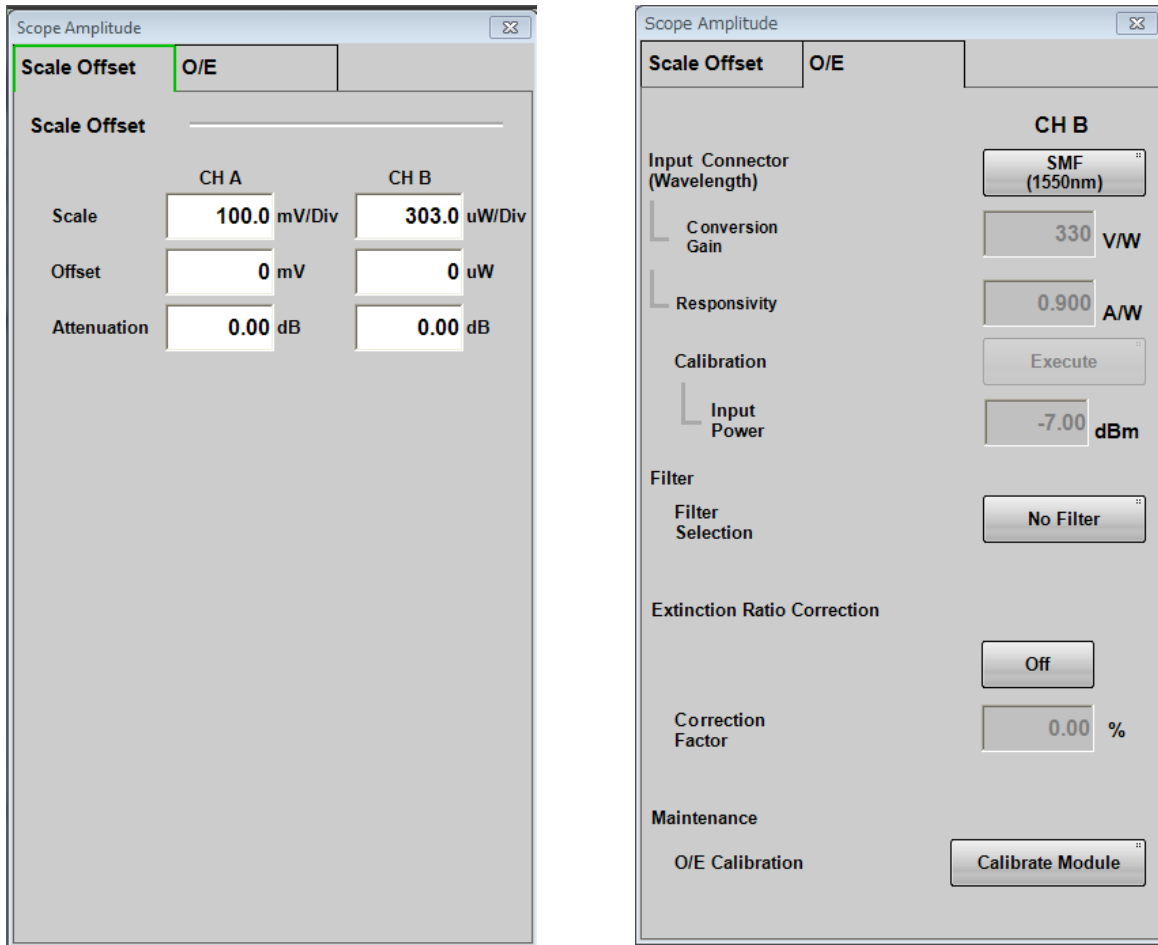 Scope Amplitude
Scale Offset O/E
Scale Offset
CH A CH B
Scale 100.0 mV/Div 303.0 uW/Div
Offset 0 mV 0 uW
Attenuation 0.00 dB 0.00 dB
Scope Amplitude
Scale Offset O/E
CH B
Input Connector
(Wavelength)
SMF
(1550nm)
Conversion
Gain
330 V/W
Responsivity 0.900 A/W
Calibration Execute
Input
Power
-7.00 dBm
Filter
Filter
Selection
No Filter
Extinction Ratio Correction
Off
Correction
Factor
0.00 %
Maintenance
O/E Calibration Calibrate Module